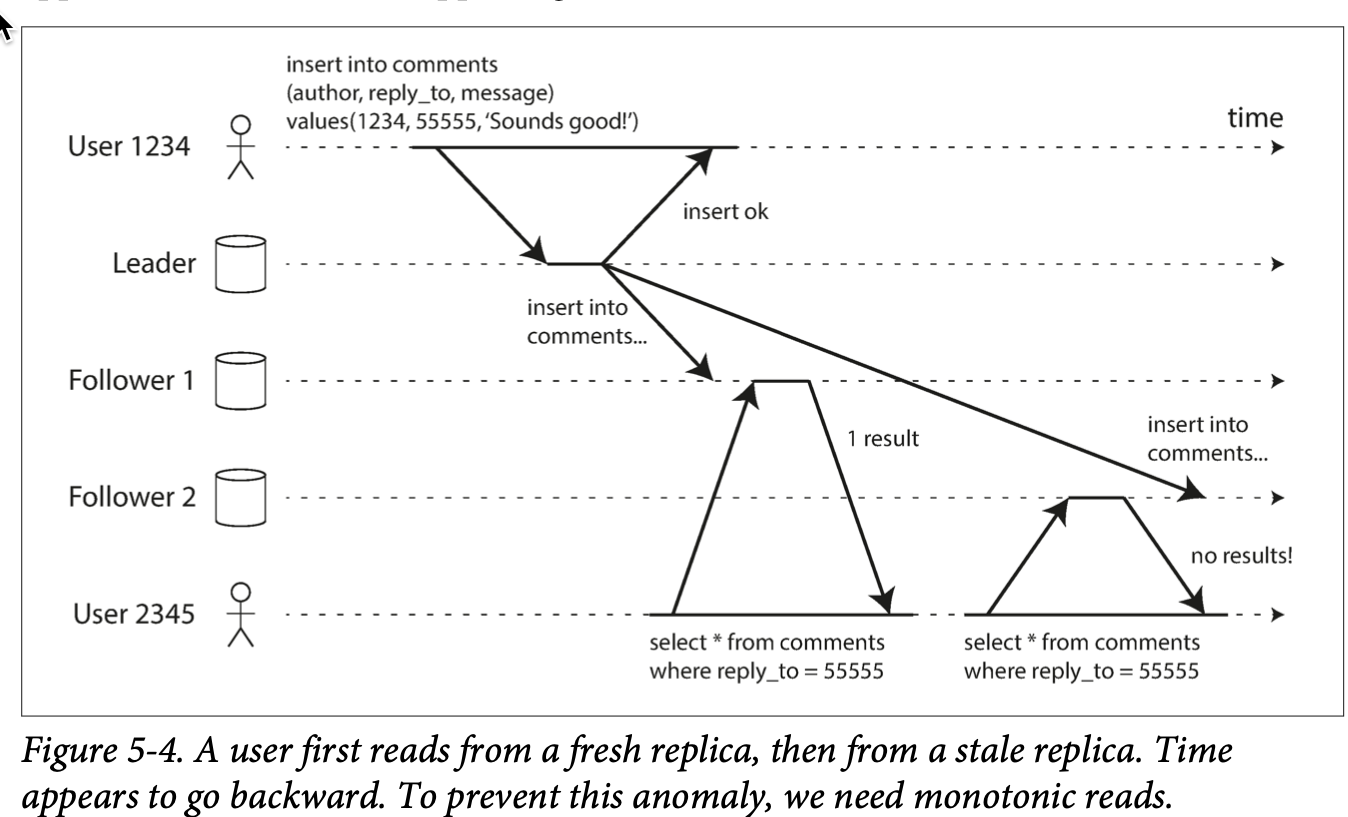 insert into comments
(author, reply_to, message)
values(1234, 55555, ‘Sounds good!’)
time
User 1234
insert ok
Leader
insert into
comments...
Follower 1
1 result
insert into
comments...
Follower 2
no results!
User 2345
select * from comments
where reply_to = 55555
select * from comments
where reply_to = 55555
Figure 5-4. A user first reads from a fresh replica, then from a stale replica. Time
appears to go backward. To prevent this anomaly, we need monotonic reads.